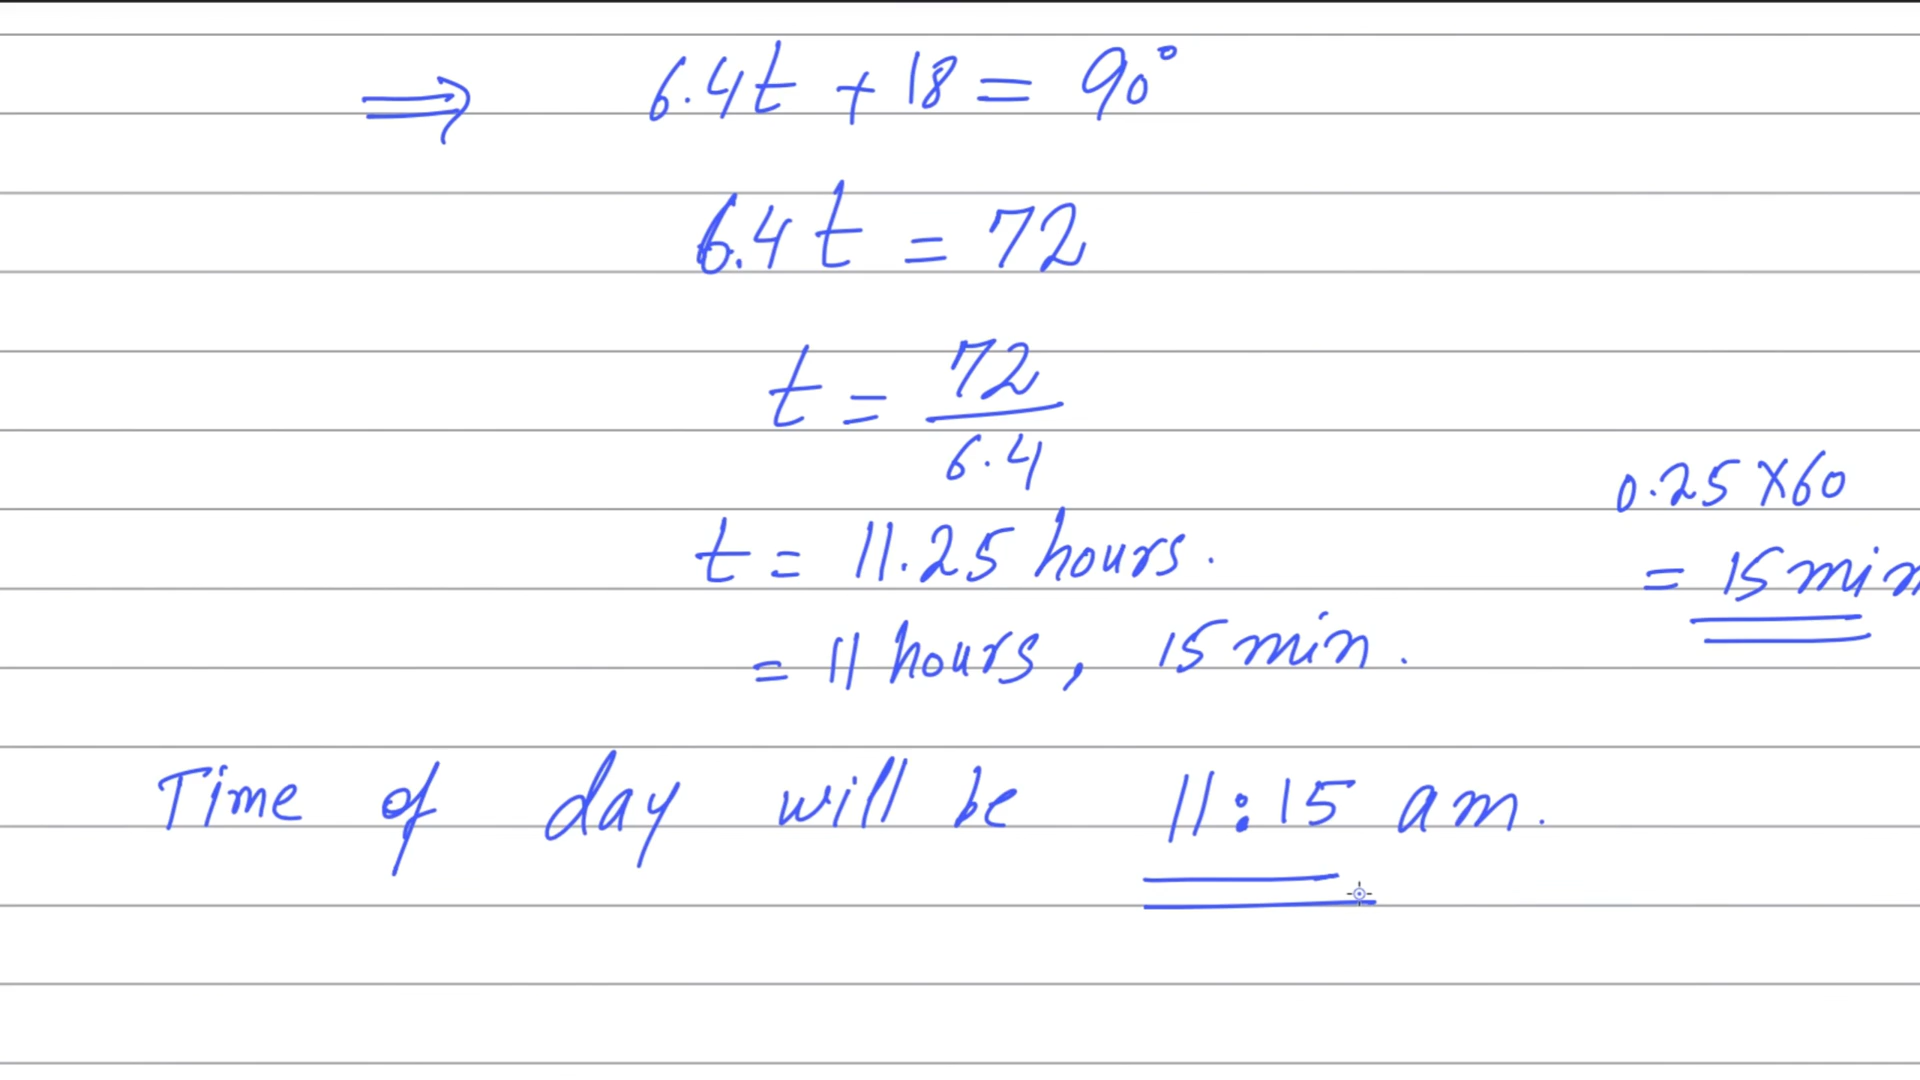 ⇒ 6.4t + 18 = 90°
6.4t = 72
t = 72/6.4
0.25 X 60
= 15 min
t = 11.25 hours.
= 11 hours, 15 min.
Time of day will be 11:15 am.